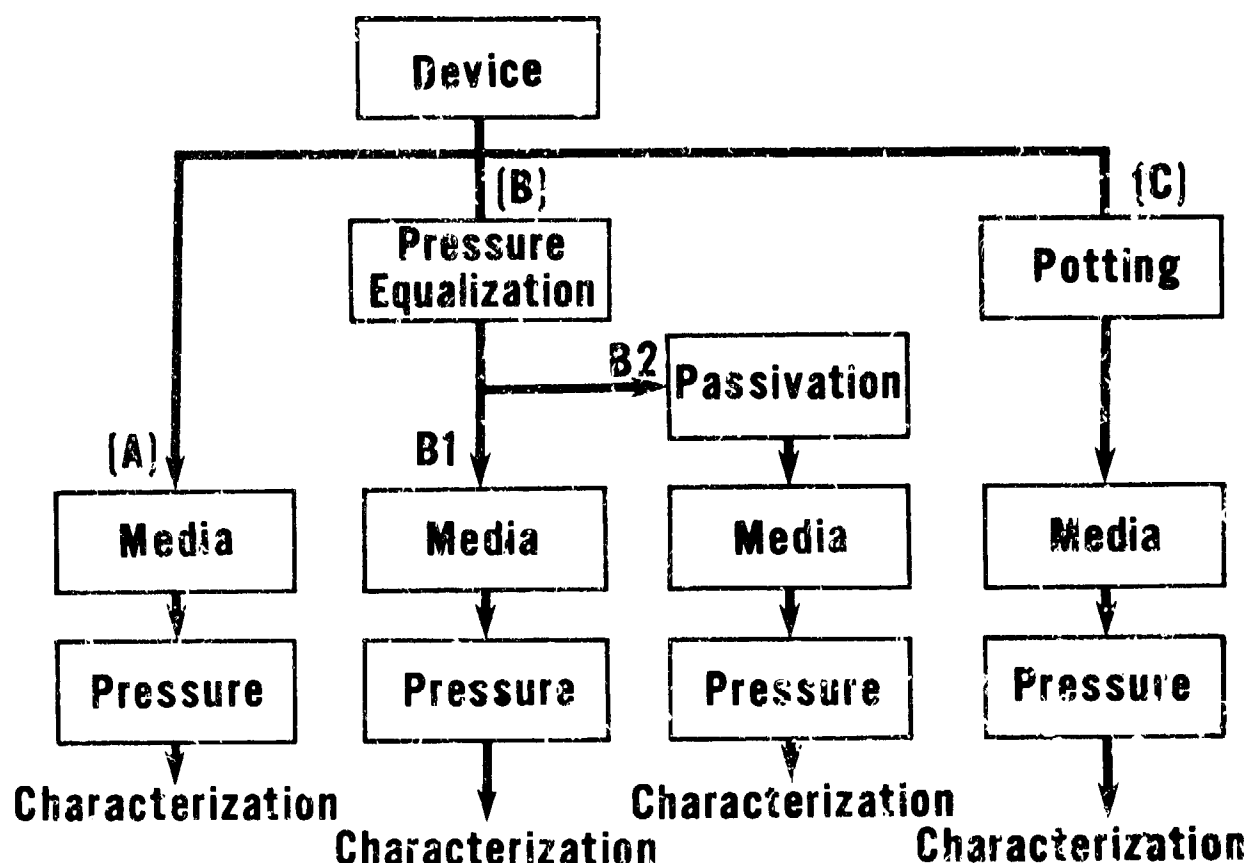 Device
(B)
(C)
Pressure
Equalization
Potting
B2
Passivation
(A)
B1
Media
Media
Media
Media
Pressure
Pressure
Pressure
Pressure
Characterization
Characterization
Characterization
Characterization